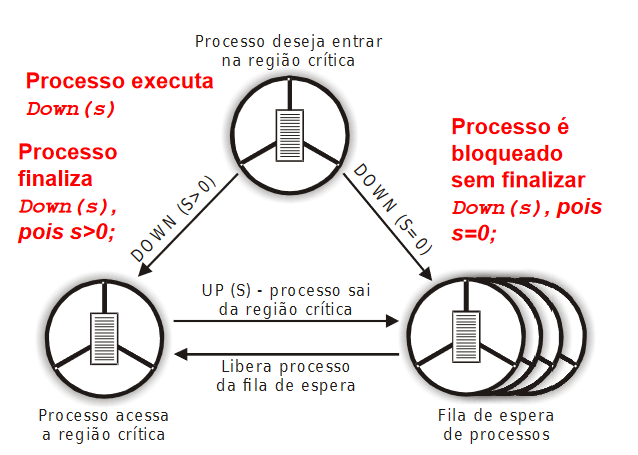 Processo deseja entrar
na região crítica
Processo executa
Down(s)
Processo
finaliza
Down(s),
pois s>0;
Processo é
bloqueado
sem finalizar
Down(s), pois
s=0;
DOWN (S>0)
DOWN (S=0)
UP (S) - processo sai
da região crítica
Libera processo
da fila de espera
Processo acessa
a região crítica
Fila de espera
de processos